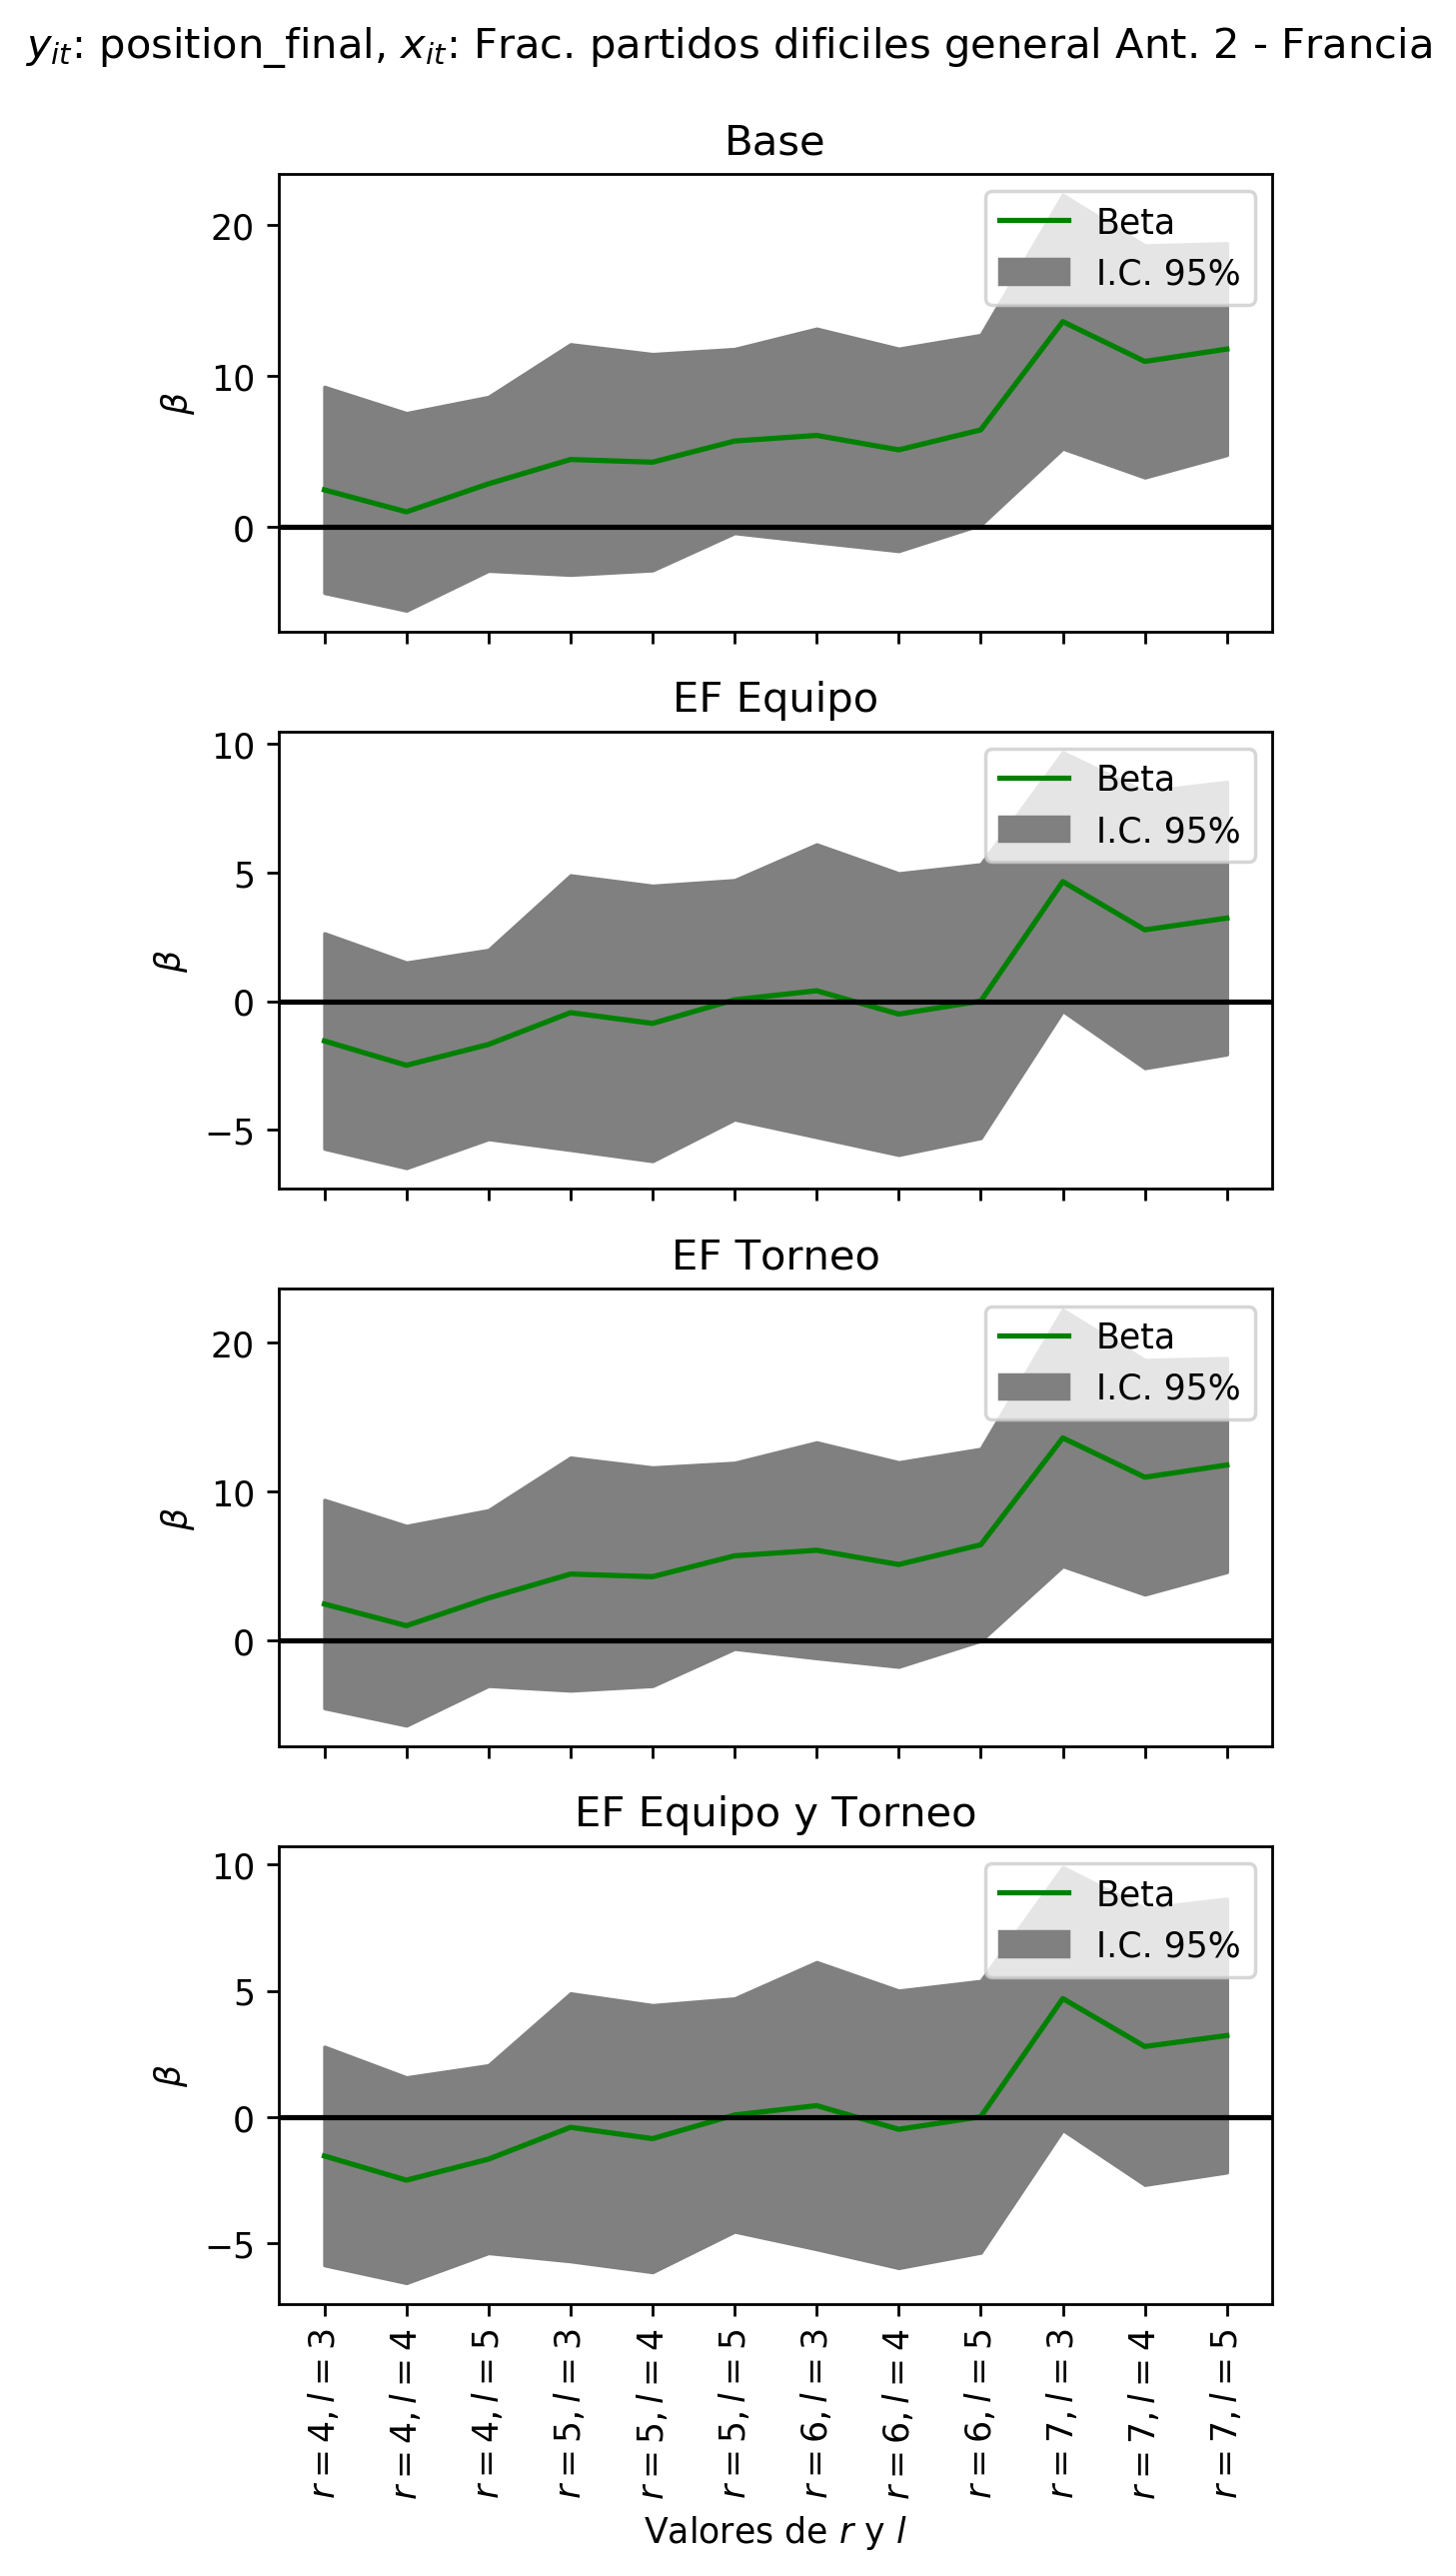 y_it: position_final, x_it: Frac. partidos dificiles general Ant. 2 - Francia
Base
20
10
0
β
Beta
I.C. 95%
EF Equipo
10
5
0
−5
β
Beta
I.C. 95%
EF Torneo
20
10
0
β
Beta
I.C. 95%
EF Equipo y Torneo
10
5
0
−5
β
Beta
I.C. 95%
r = 4, l = 3
r = 4, l = 4
r = 4, l = 5
r = 5, l = 3
r = 5, l = 4
r = 5, l = 5
r = 6, l = 3
r = 6, l = 4
r = 6, l = 5
r = 7, l = 3
r = 7, l = 4
r = 7, l = 5
Valores de r y l